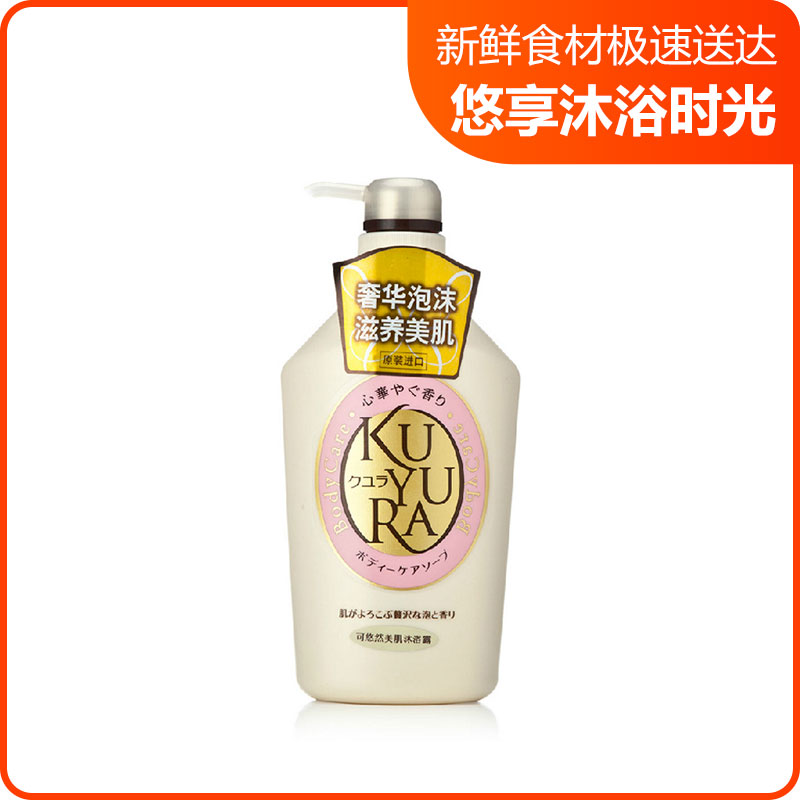 新鲜食材极速送达
悠享沐浴时光
奢华泡沫
滋养美肌
原装进口
心華やぐ香り
Body Care
Body Care
KU
クユラ
YU
RA
ボディーケアソープ
肌がよろこぶ贅沢な泡と香り
可悠然美肌沐浴露